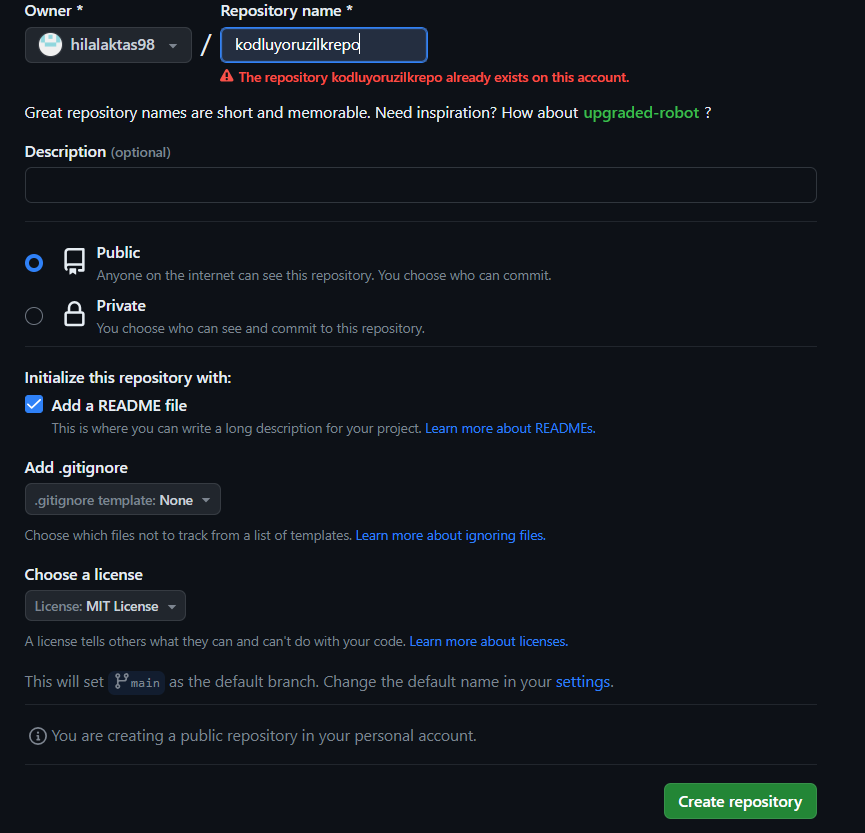 Owner *
Repository name *
hilalaktas98
/
kodluyoruzilkrepo
The repository kodluyoruzilkrepo already exists on this account.
Great repository names are short and memorable. Need inspiration? How about upgraded-robot ?
Description (optional)
Public
Anyone on the internet can see this repository. You choose who can commit.
Private
You choose who can see and commit to this repository.
Initialize this repository with:
Add a README file
This is where you can write a long description for your project. Learn more about READMEs.
Add .gitignore
.gitignore template: None
Choose which files not to track from a list of templates. Learn more about ignoring files.
Choose a license
License: MIT License
A license tells others what they can and can't do with your code. Learn more about licenses.
This will set main as the default branch. Change the default name in your settings.
You are creating a public repository in your personal account.
Create repository